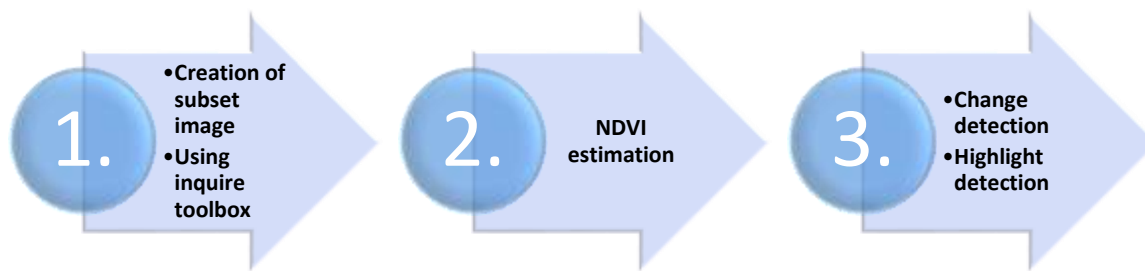 1.
•Creation of
subset
image
•Using
inquire
toolbox
2.
NDVI
estimation
3.
•Change
detection
•Highlight
detection